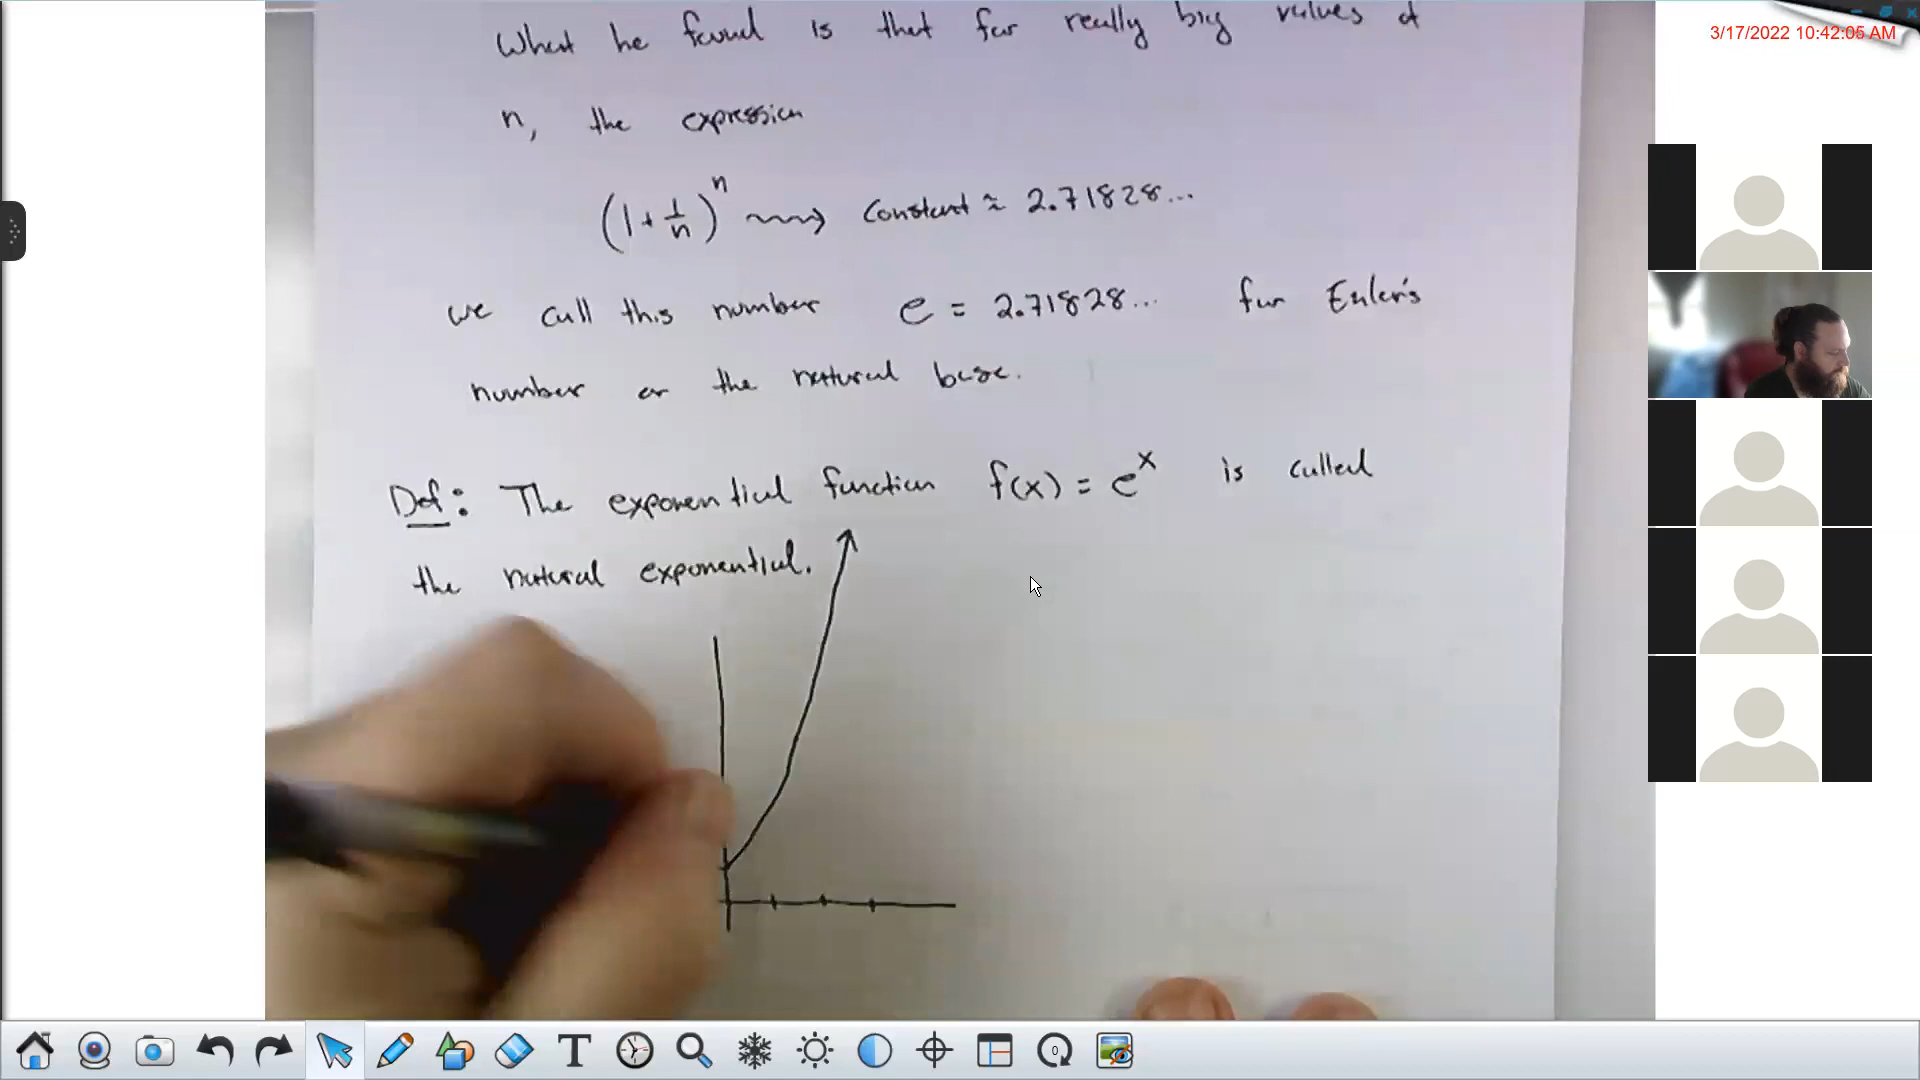 3/17/2022 10:42:05 AM
What he found is that for really big values of
n, the expression
(1 + 1/n)^n ⟿ constant ≈ 2.71828...
we call this number e = 2.71828... for Euler's
number or the natural base.
Def: The exponential function f(x) = e^x is called
the natural exponential.
T
0